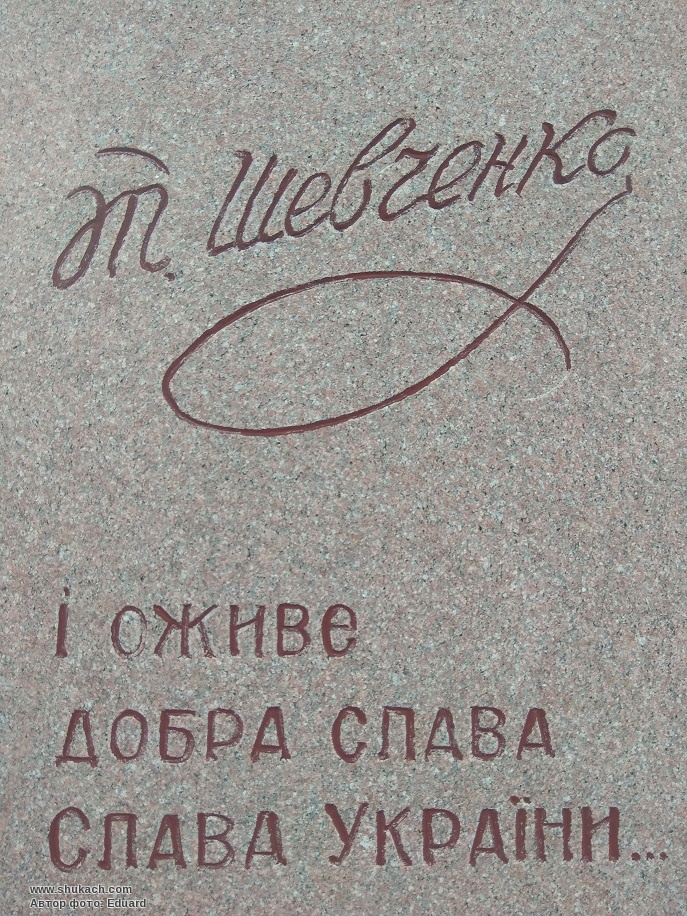 Т. Шевченко
І оживе
ДОБРА СЛАВА
СЛАВА УКРАЇНИ...
www.shukach.com
Автор фото: Eduard